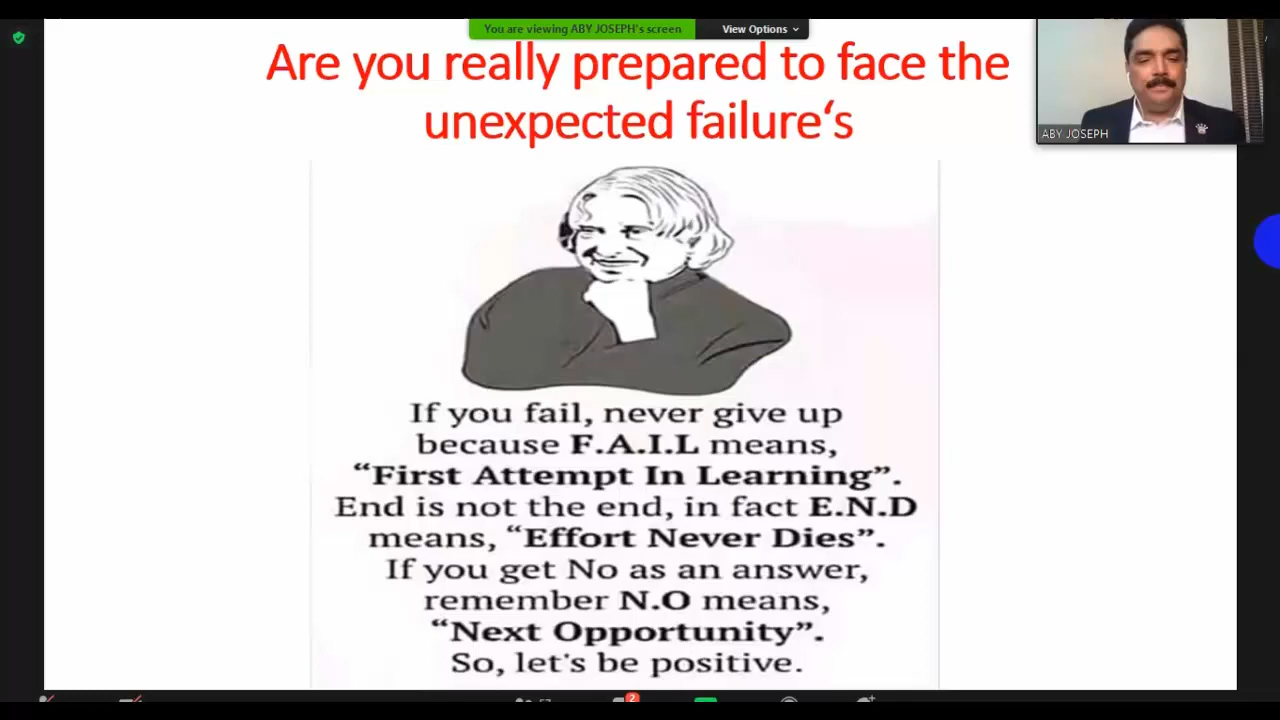 You are viewing ABY JOSEPH's screen
View Options
Are you really prepared to face the
unexpected failure‘s
ABY JOSEPH
If you fail, never give up
because F.A.I.L means,
“First Attempt In Learning”.
End is not the end, in fact E.N.D
means, “Effort Never Dies”.
If you get No as an answer,
remember N.O means,
“Next Opportunity”.
So, let's be positive.
2